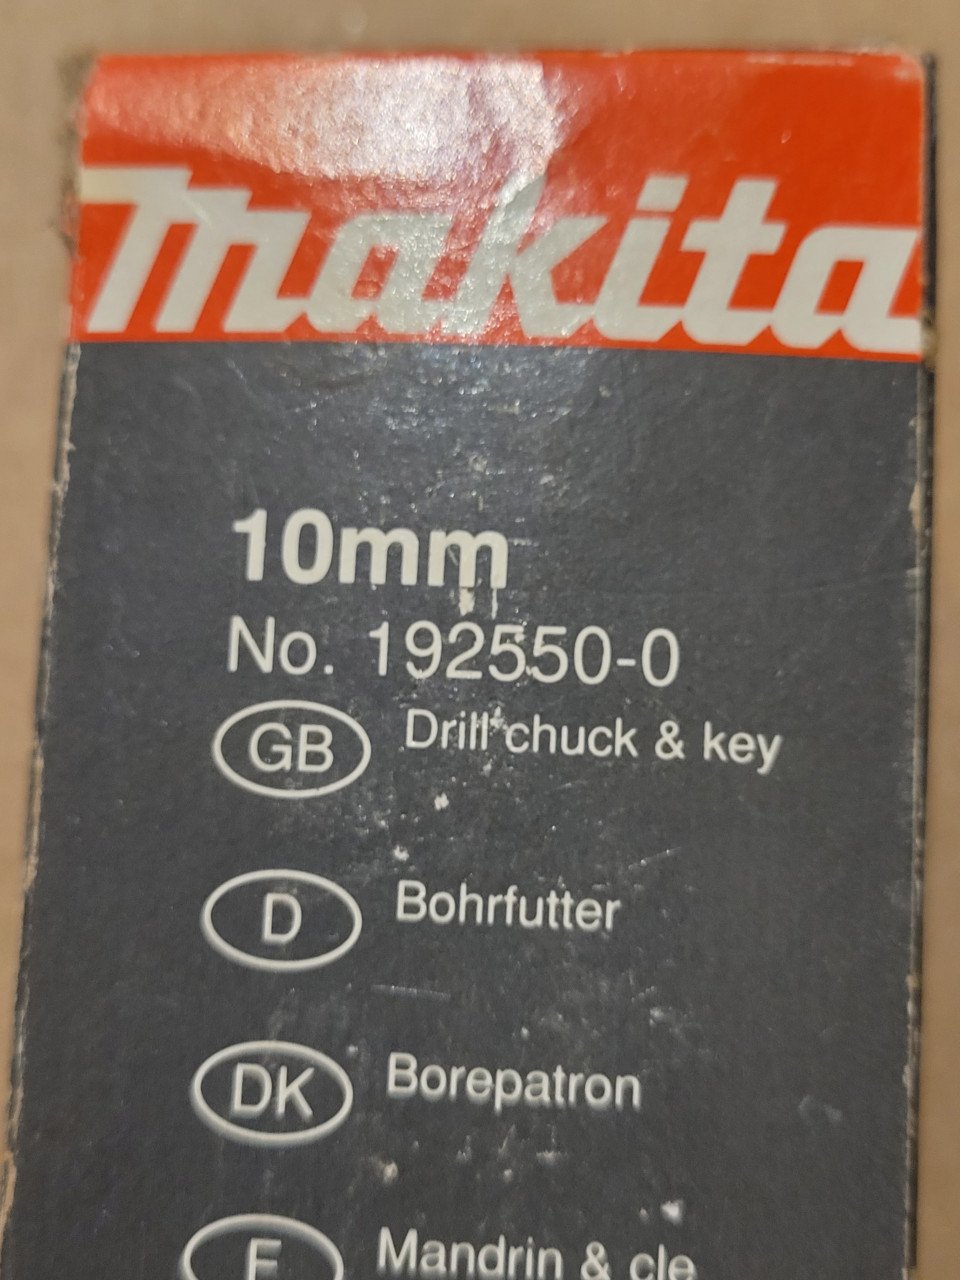 makita
10mm
No. 192550-0
GB Drill chuck & key
D Bohrfutter
DK Borepatron
F Mandrin & cle